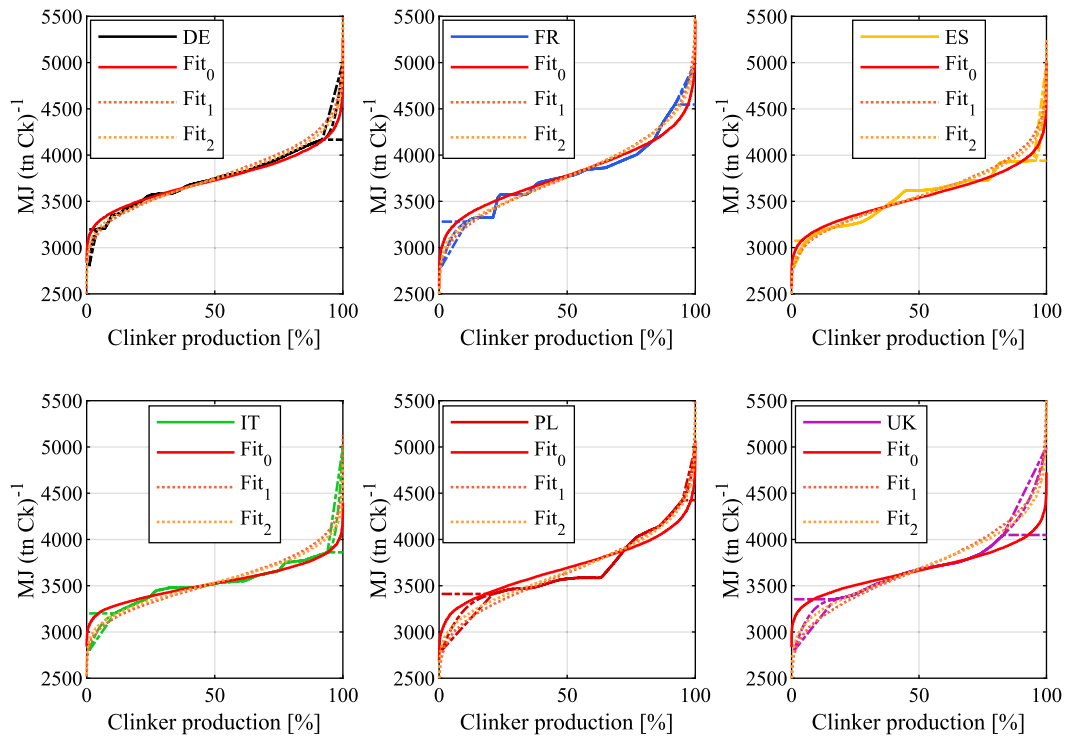 5500
5000
4500
4000
3500
3000
2500
MJ (tn Ck)⁻¹
DE
Fit₀
Fit₁
Fit₂
0
50
100
Clinker production [%]
5500
5000
4500
4000
3500
3000
2500
MJ (tn Ck)⁻¹
FR
Fit₀
Fit₁
Fit₂
0
50
100
Clinker production [%]
5500
5000
4500
4000
3500
3000
2500
MJ (tn Ck)⁻¹
ES
Fit₀
Fit₁
Fit₂
0
50
100
Clinker production [%]
5500
5000
4500
4000
3500
3000
2500
MJ (tn Ck)⁻¹
IT
Fit₀
Fit₁
Fit₂
0
50
100
Clinker production [%]
5500
5000
4500
4000
3500
3000
2500
MJ (tn Ck)⁻¹
PL
Fit₀
Fit₁
Fit₂
0
50
100
Clinker production [%]
5500
5000
4500
4000
3500
3000
2500
MJ (tn Ck)⁻¹
UK
Fit₀
Fit₁
Fit₂
0
50
100
Clinker production [%]